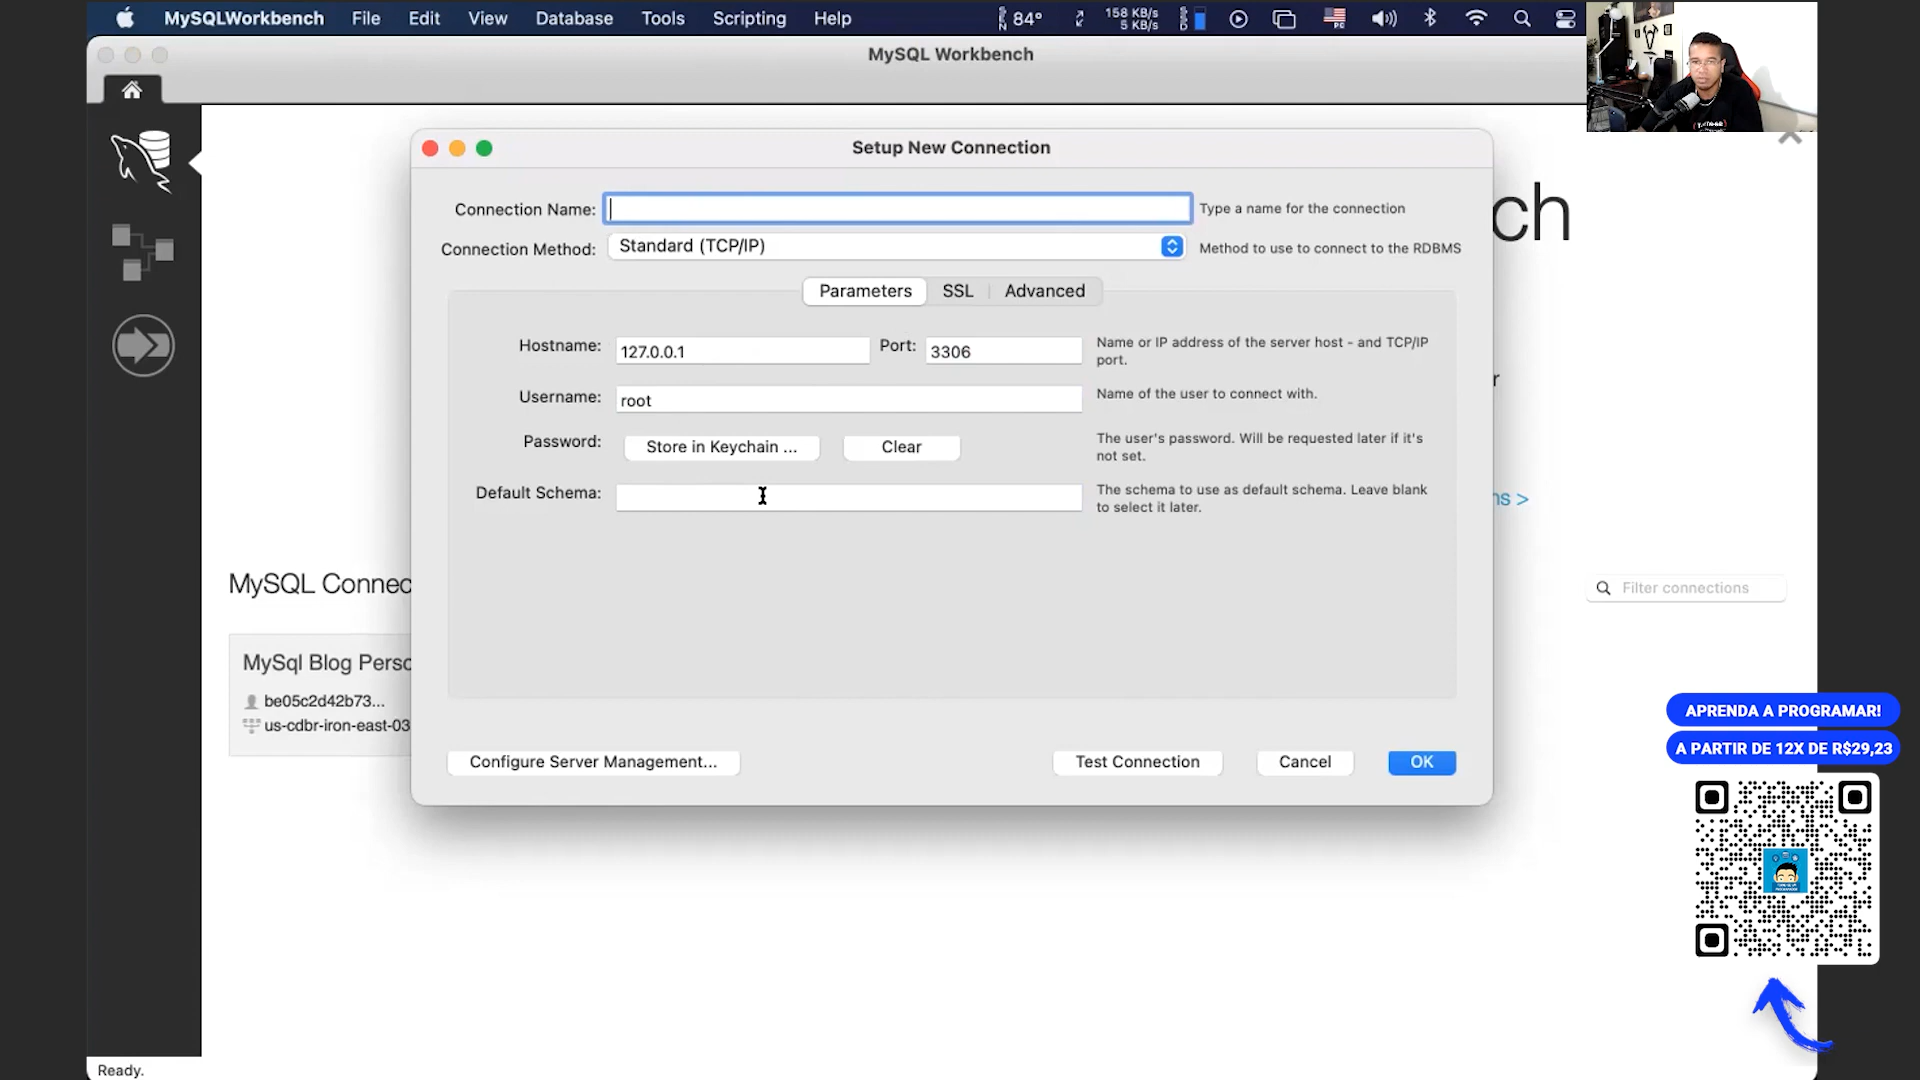 MySQLWorkbench File Edit View Database Tools Scripting Help
84°
158 KB/s
5 KB/s
MySQL Workbench
Setup New Connection
Connection Name:
Type a name for the connection
ch
Connection Method: Standard (TCP/IP)
Method to use to connect to the RDBMS
Parameters SSL Advanced
Hostname: 127.0.0.1 Port: 3306
Name or IP address of the server host - and TCP/IP
port.
r
Username: root
Name of the user to connect with.
Password: Store in Keychain ... Clear
The user's password. Will be requested later if it's
not set.
Default Schema:
The schema to use as default schema. Leave blank
to select it later.
ns >
MySQL Connec
Filter connections
MySql Blog Perso
be05c2d42b73...
us-cdbr-iron-east-03
Configure Server Management... Test Connection Cancel OK
APRENDA A PROGRAMAR!
A PARTIR DE 12X DE R$29,23
Ready.